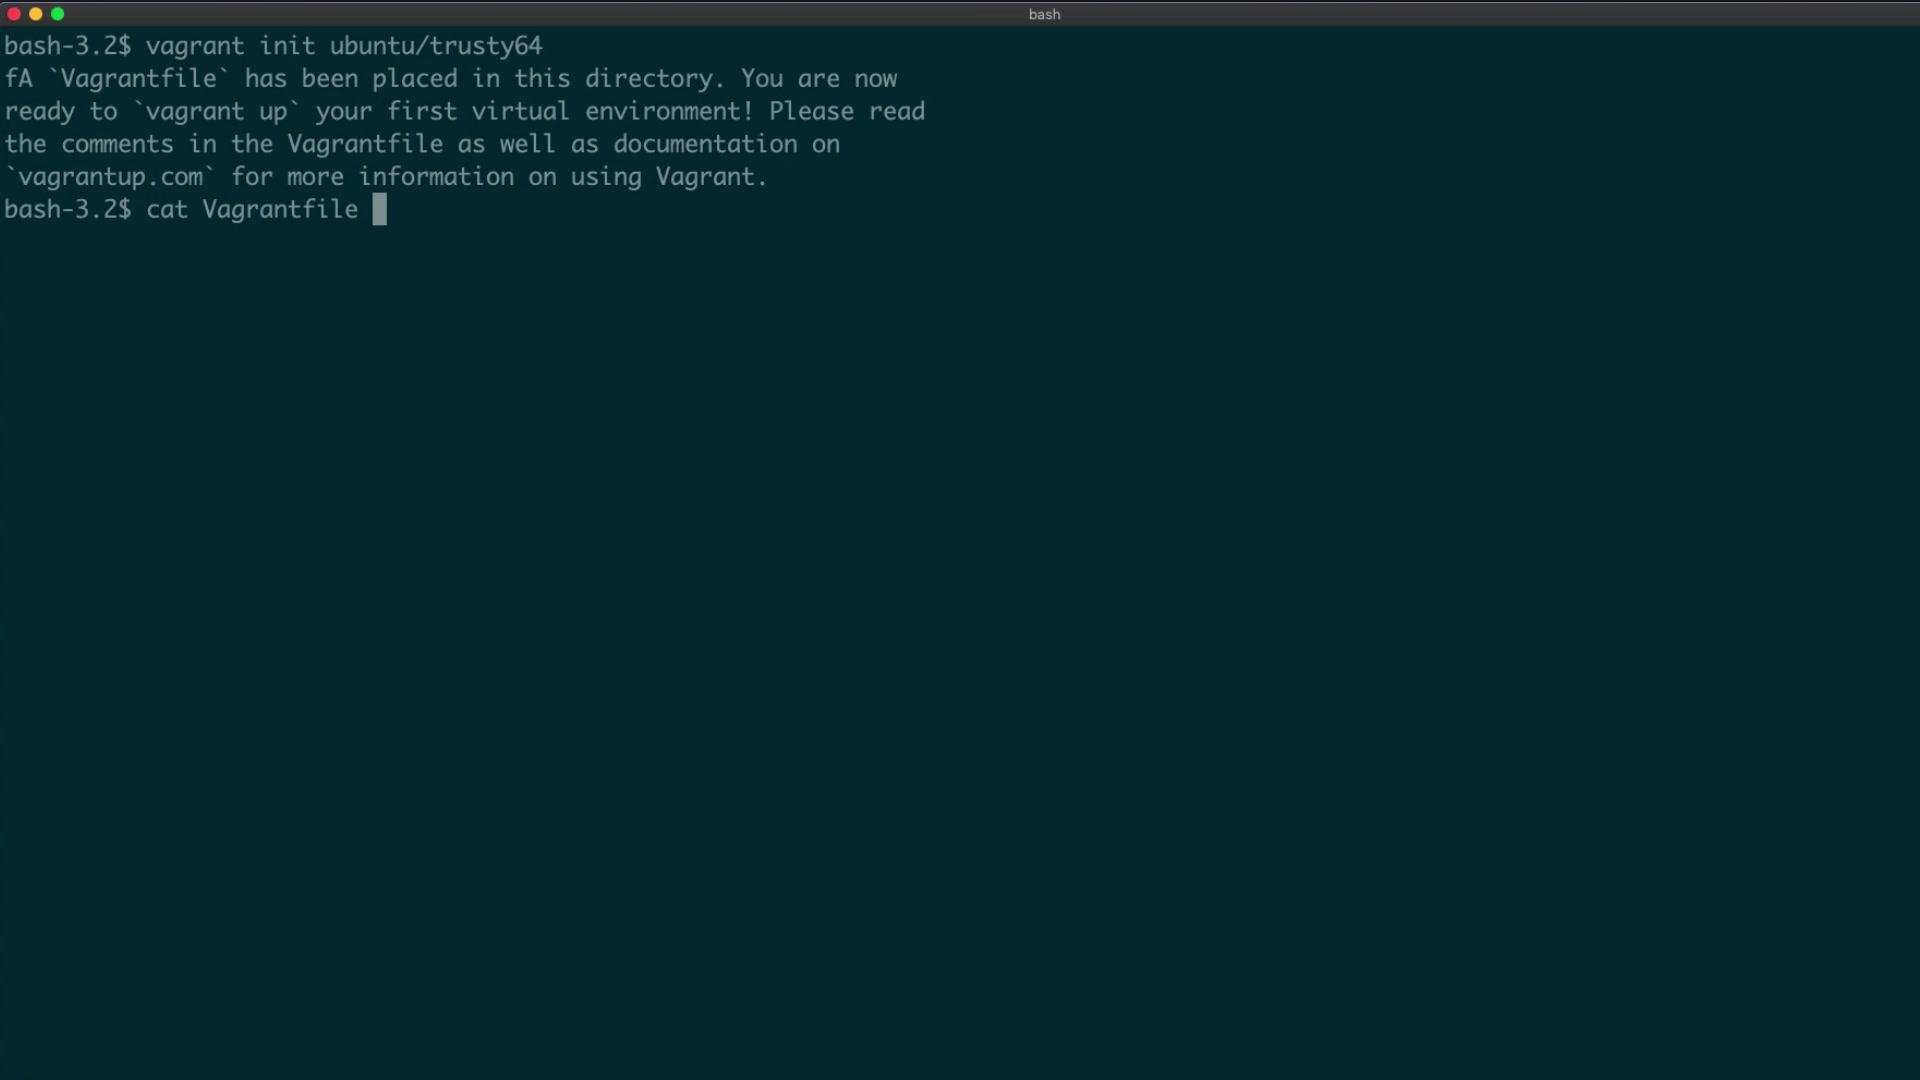 bash
bash-3.2$ vagrant init ubuntu/trusty64
fA `Vagrantfile` has been placed in this directory. You are now
ready to `vagrant up` your first virtual environment! Please read
the comments in the Vagrantfile as well as documentation on
`vagrantup.com` for more information on using Vagrant.
bash-3.2$ cat Vagrantfile